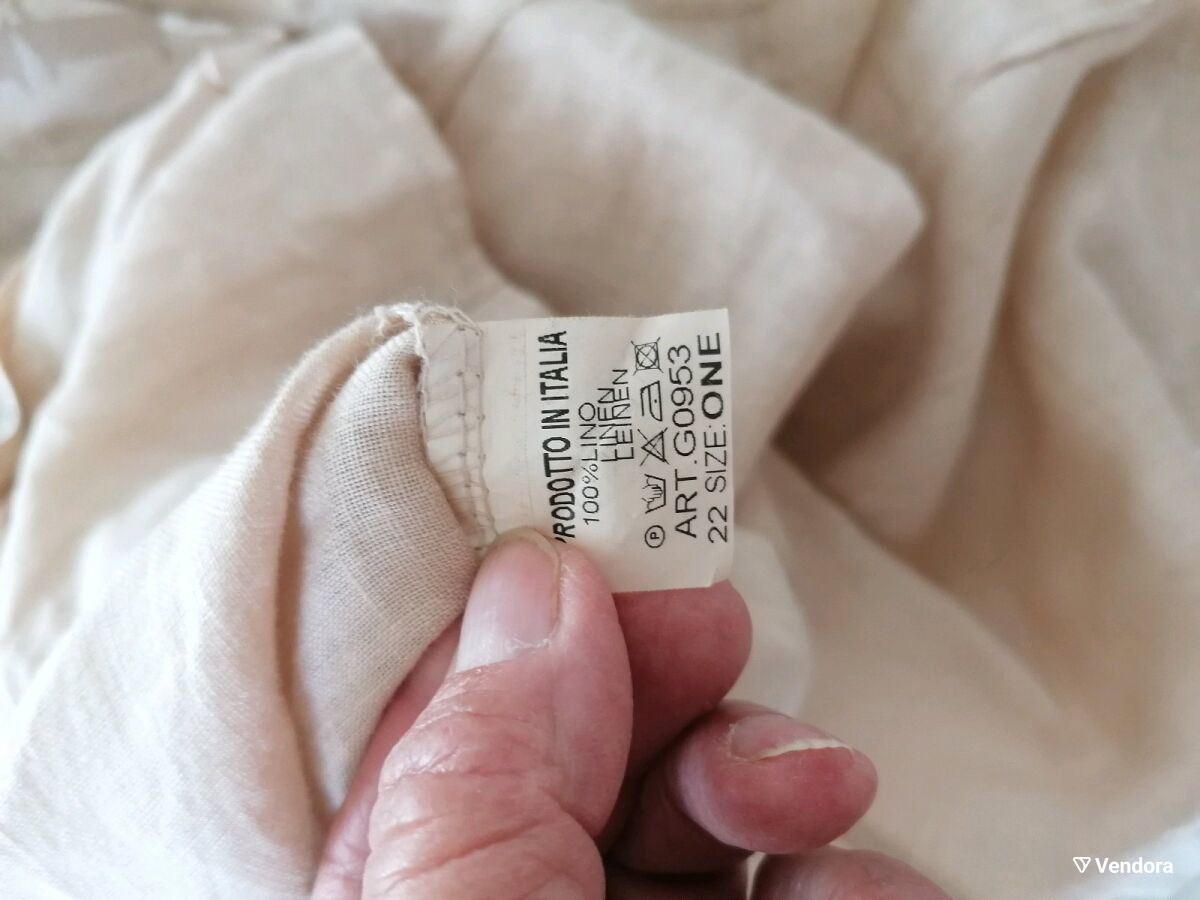 PRODOTTO IN ITALIA
100%LINO
LINEN
LEINEN
P
ART.G0953
22 SIZE:ONE
Vendora